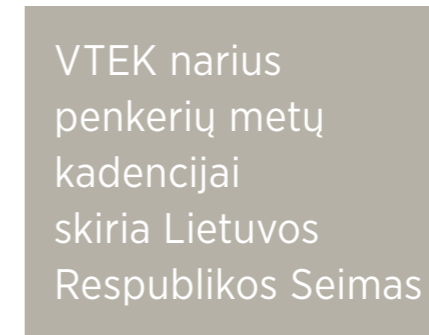 VTEK narius
penkerių metų
kadencijai
skiria Lietuvos
Respublikos Seimas